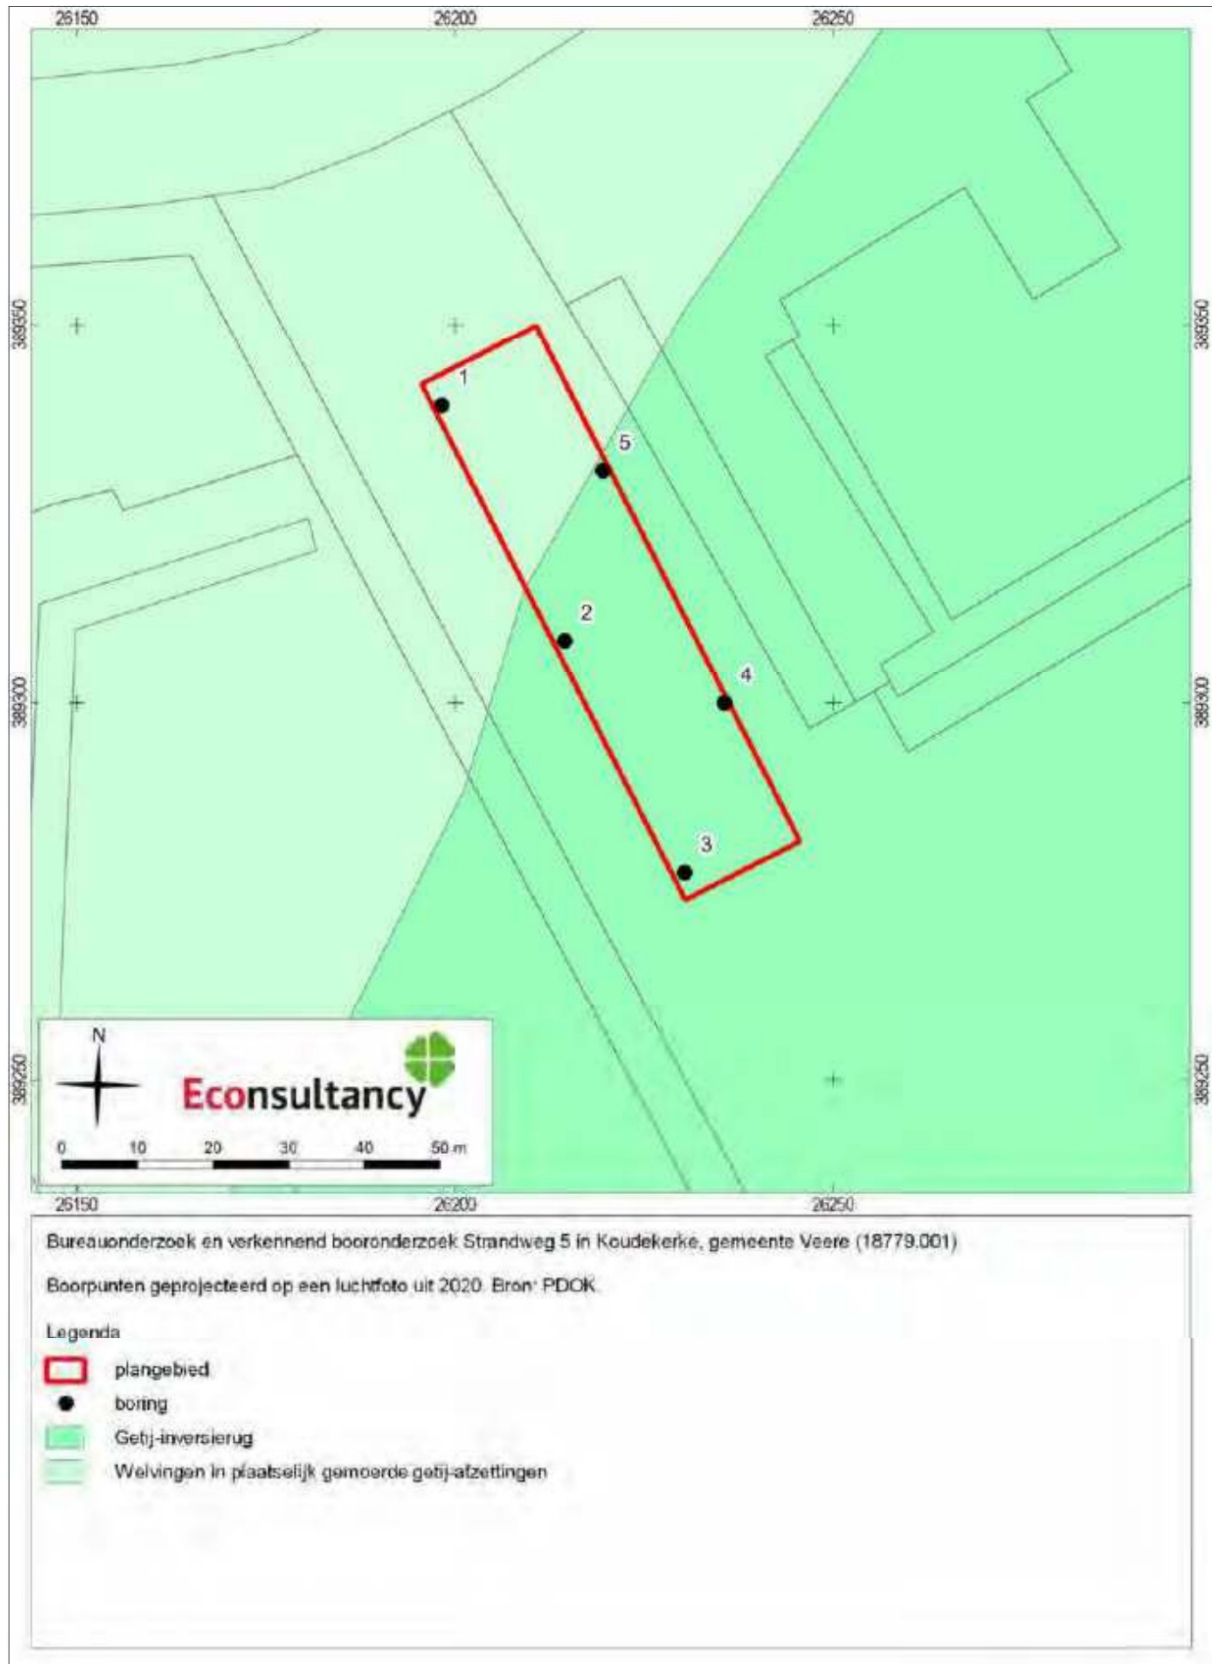 26150 26200 26250
389350 389350
1
5
2
389300 389300
4
3
N
389250 389250
Econsultancy
0 10 20 30 40 50 m
26150 26200 26250
Bureauonderzoek en verkennend booronderzoek Strandweg 5 in Koudekerke, gemeente Veere (18779.001)
Boorpunten geprojecteerd op een luchtfoto uit 2020. Bron: PDOK.
Legenda
plangebied
boring
Getij-inversierug
Welvingen in plaatselijk gemoerde getij-afzettingen